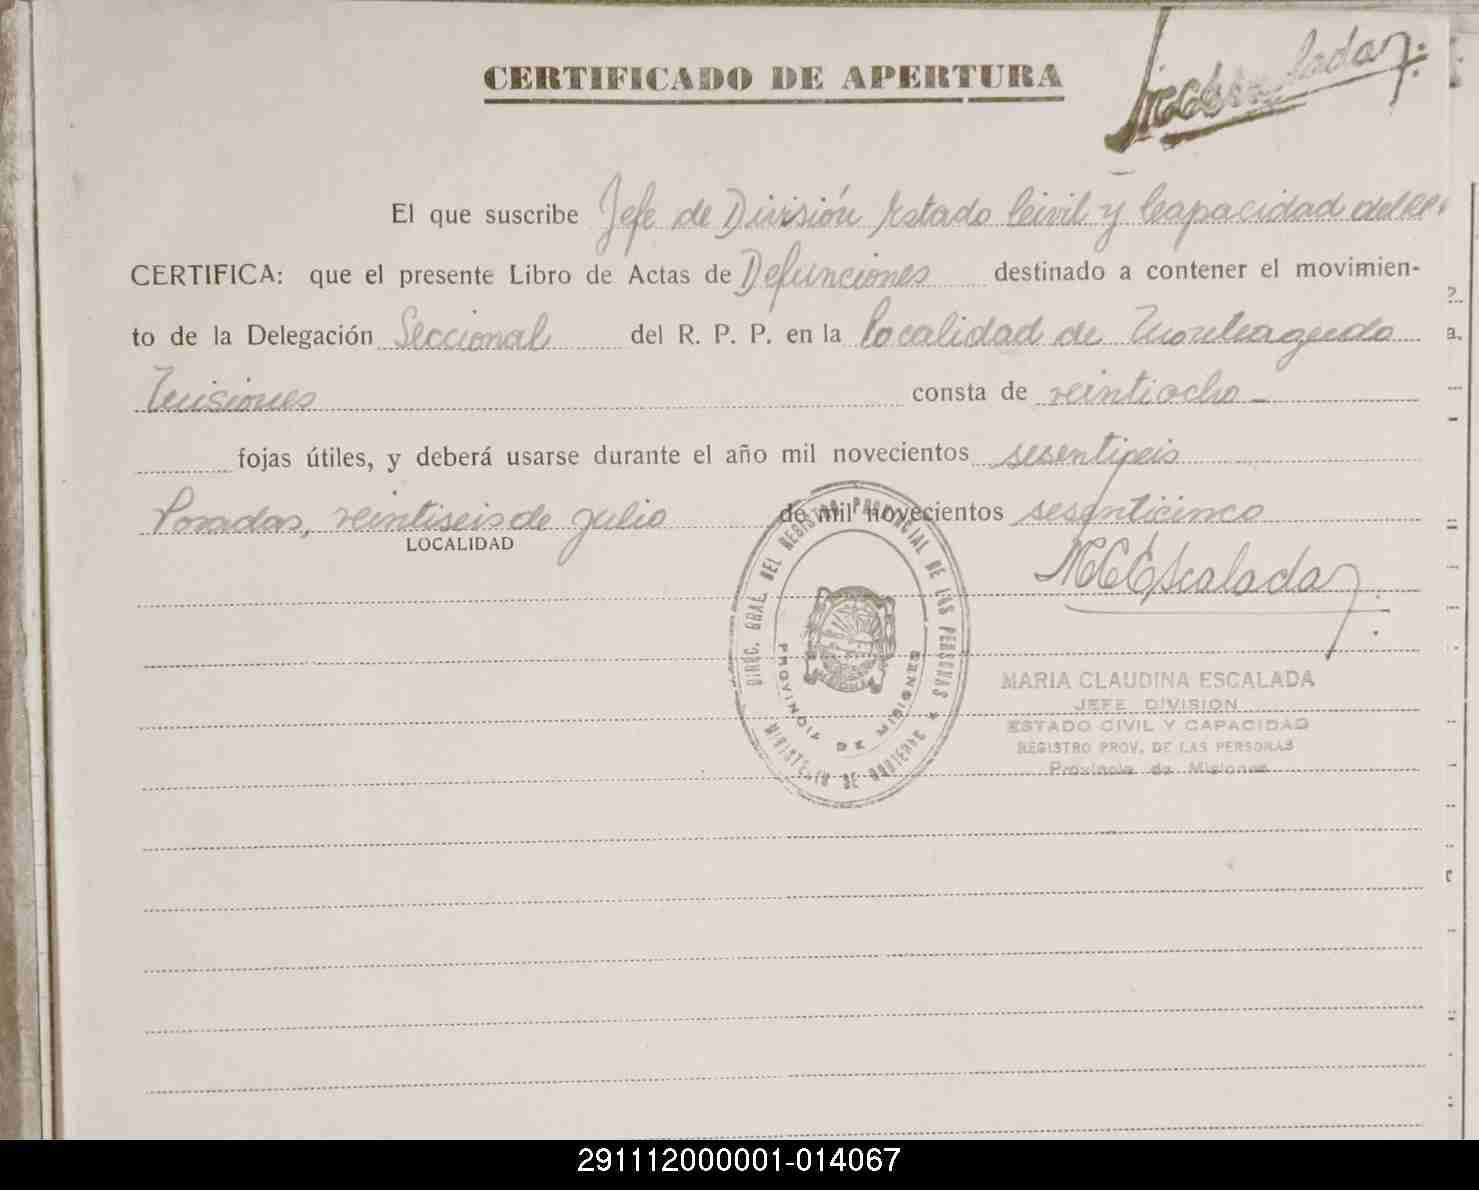 CERTIFICADO DE APERTURA
MCCEscalada
El que suscribe Jefe de División Estado Civil y Capacidad del R.
CERTIFICA: que el presente Libro de Actas de Defunciones destinado a contener el movimien-
to de la Delegación Seccional del R. P. P. en la localidad de Monteagudo
Misiones consta de veintiocho
fojas útiles, y deberá usarse durante el año mil novecientos sesentiseis
Posadas, veintiseis de julio de mil novecientos sesenticinco
LOCALIDAD
MCCEscalada
DIREC. GRAL. DEL REGISTRO PROVINCIAL DE LAS PERSONAS
MINISTERIO DE GOBIERNO
PROVINCIA DE MISIONES
MARIA CLAUDINA ESCALADA
JEFE DIVISION
ESTADO CIVIL Y CAPACIDAD
REGISTRO PROV. DE LAS PERSONAS
Provincia de Misiones
291112000001-014067